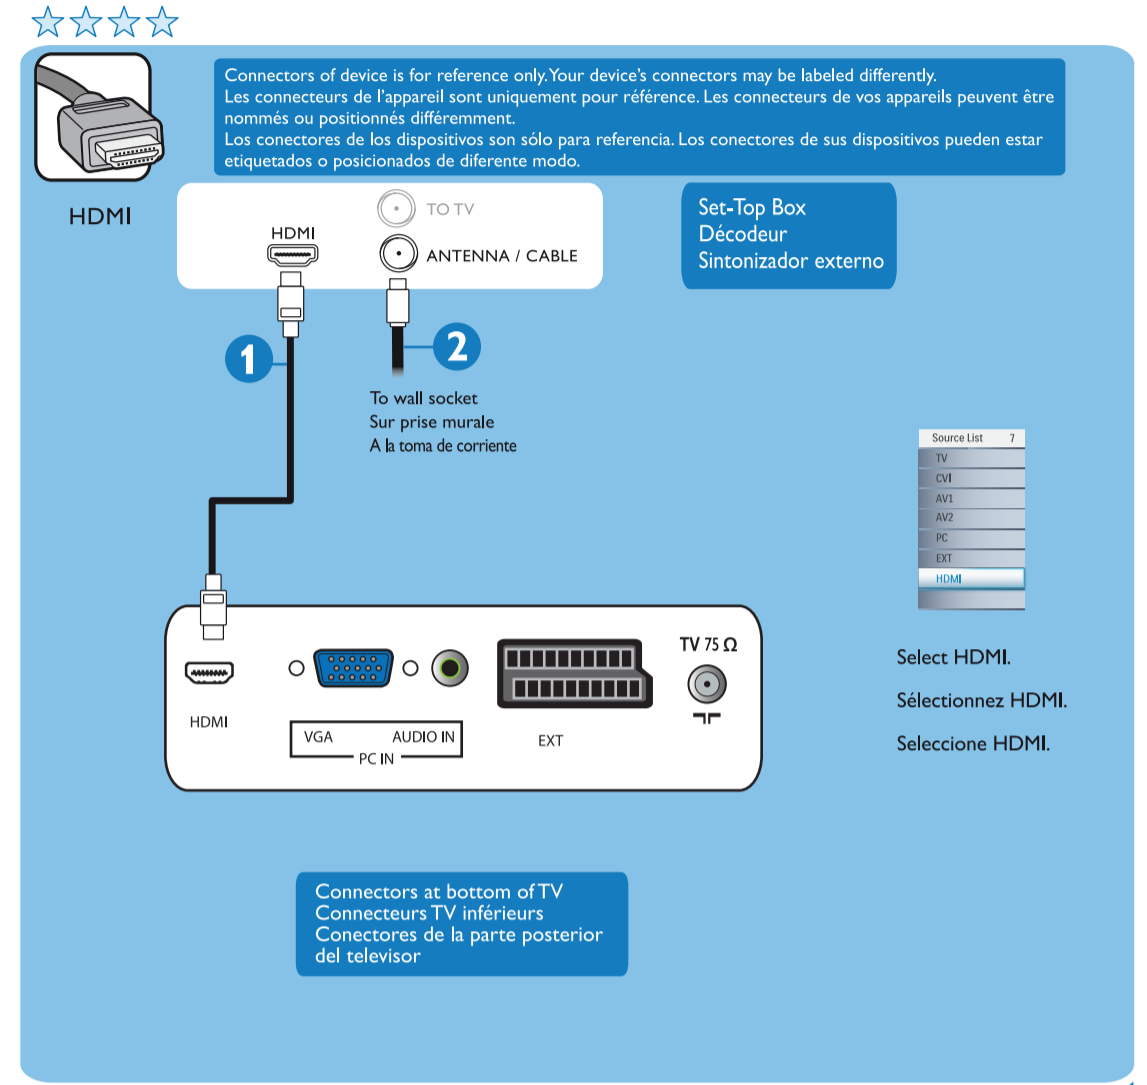 Connectors of device is for reference only. Your device's connectors may be labeled differently.
Les connecteurs de l'appareil sont uniquement pour référence. Les connecteurs de vos appareils peuvent être
nommés ou positionnés différemment.
Los conectores de los dispositivos son sólo para referencia. Los conectores de sus dispositivos pueden estar
etiquetados o posicionados de diferente modo.
HDMI
TO TV
HDMI
ANTENNA / CABLE
Set-Top Box
Décodeur
Sintonizador externo
1
2
To wall socket
Sur prise murale
A la toma de corriente
Source List 7
TV
CVI
AV1
AV2
PC
EXT
HDMI
Select HDMI.
Sélectionnez HDMI.
Seleccione HDMI.
TV 75 Ω
HDMI
VGA AUDIO IN
PC IN
EXT
Connectors at bottom of TV
Connecteurs TV inférieurs
Conectores de la parte posterior
del televisor